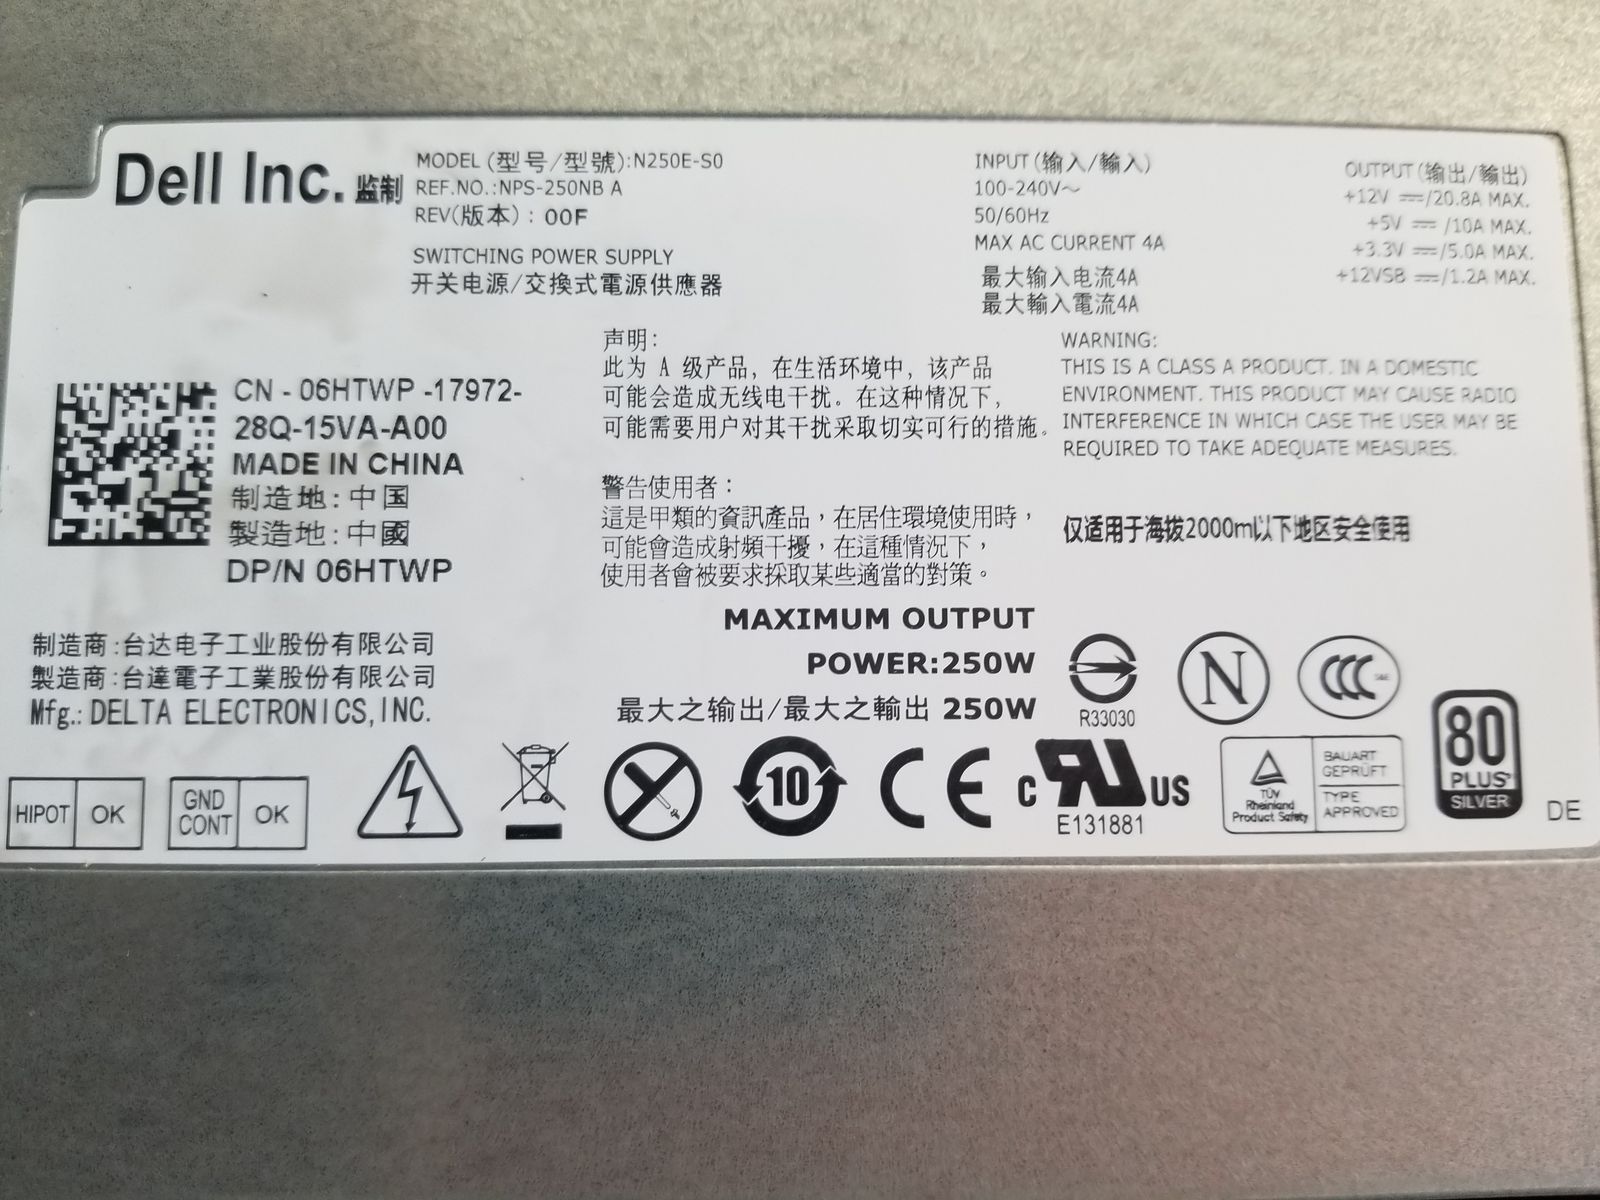 Dell Inc. 监制
MODEL (型号/型號):N250E-S0
REF.NO.:NPS-250NB A
REV(版本): 00F
SWITCHING POWER SUPPLY
开关电源/交換式電源供應器
INPUT (输入/輸入)
100-240V~
50/60Hz
MAX AC CURRENT 4A
最大输入电流4A
最大輸入電流4A
OUTPUT (输出/輸出)
+12V ⎓/20.8A MAX.
+5V ⎓/10A MAX.
+3.3V ⎓/5.0A MAX.
+12VSB ⎓/1.2A MAX.
CN - 06HTWP -17972-
28Q-15VA-A00
MADE IN CHINA
制造地: 中国
製造地: 中國
DP/N 06HTWP
声明:
此为 A 级产品, 在生活环境中, 该产品
可能会造成无线电干扰。在这种情况下,
可能需要用户对其干扰采取切实可行的措施。
警告使用者:
這是甲類的資訊產品,在居住環境使用時,
可能會造成射頻干擾,在這種情況下,
使用者會被要求採取某些適當的對策。
WARNING:
THIS IS A CLASS A PRODUCT. IN A DOMESTIC
ENVIRONMENT. THIS PRODUCT MAY CAUSE RADIO
INTERFERENCE IN WHICH CASE THE USER MAY BE
REQUIRED TO TAKE ADEQUATE MEASURES.
仅适用于海拔2000m以下地区安全使用
制造商:台达电子工业股份有限公司
製造商:台達電子工業股份有限公司
Mfg.: DELTA ELECTRONICS,INC.
MAXIMUM OUTPUT
POWER:250W
最大之输出/最大之輸出 250W
R33030
N
CCC S&E
HIPOT OK
GND CONT OK
10
CE
c RU US
E131881
TÜV
Rheinland
Product Safety
BAUART
GEPRÜFT
TYPE
APPROVED
80
PLUS
SILVER
DE